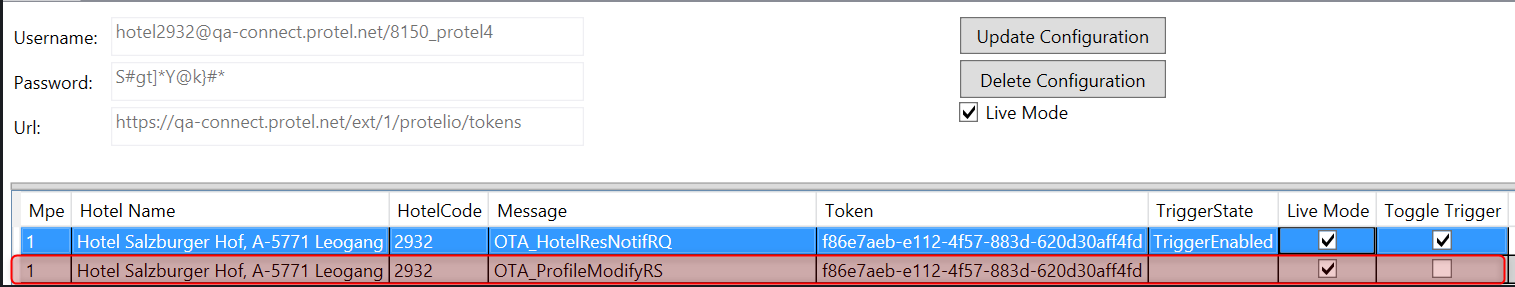 Username: hotel2932@qa-connect.protel.net/8150_protel4 Update Configuration
Password: S#gt]*Y@k}#* Delete Configuration
Live Mode
Url: https://qa-connect.protel.net/ext/1/protelio/tokens
Mpe Hotel Name HotelCode Message Token TriggerState Live Mode Toggle Trigger
1 Hotel Salzburger Hof, A-5771 Leogang 2932 OTA_HotelResNotifRQ f86e7aeb-e112-4f57-883d-620d30aff4fd TriggerEnabled
1 Hotel Salzburger Hof, A-5771 Leogang 2932 OTA_ProfileModifyRS f86e7aeb-e112-4f57-883d-620d30aff4fd